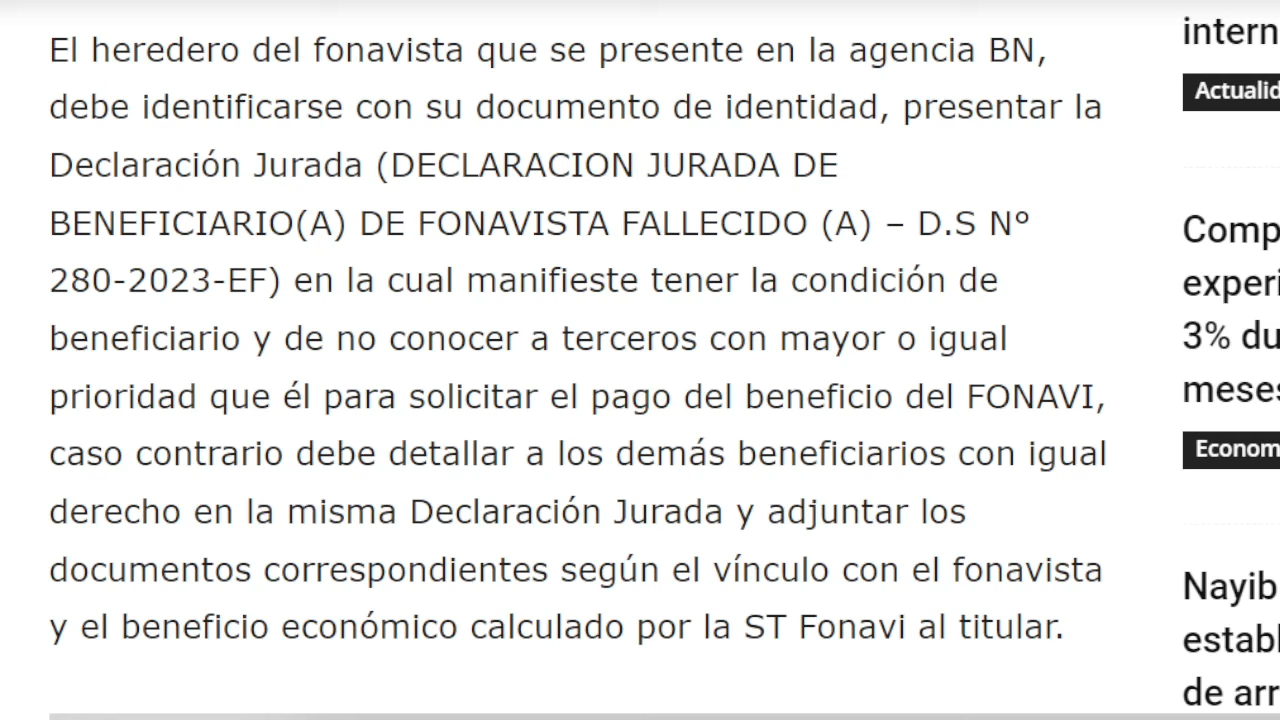 El heredero del fonavista que se presente en la agencia BN,
debe identificarse con su documento de identidad, presentar la
Declaración Jurada (DECLARACION JURADA DE
BENEFICIARIO(A) DE FONAVISTA FALLECIDO (A) – D.S N°
280-2023-EF) en la cual manifieste tener la condición de
beneficiario y de no conocer a terceros con mayor o igual
prioridad que él para solicitar el pago del beneficio del FONAVI,
caso contrario debe detallar a los demás beneficiarios con igual
derecho en la misma Declaración Jurada y adjuntar los
documentos correspondientes según el vínculo con el fonavista
y el beneficio económico calculado por la ST Fonavi al titular.
intern
Actualid
Comp
experi
3% du
meses
Econom
Nayib
establ
de arr